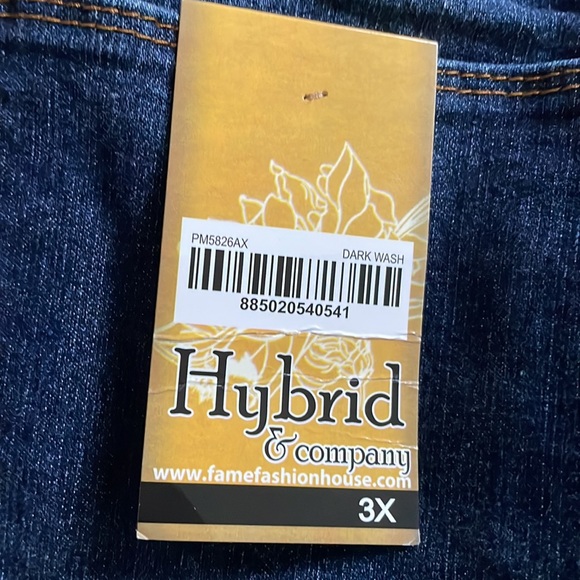 PM5826AX DARK WASH
885020540541
Hybrid
& company
www.famefashionhouse.com
3X